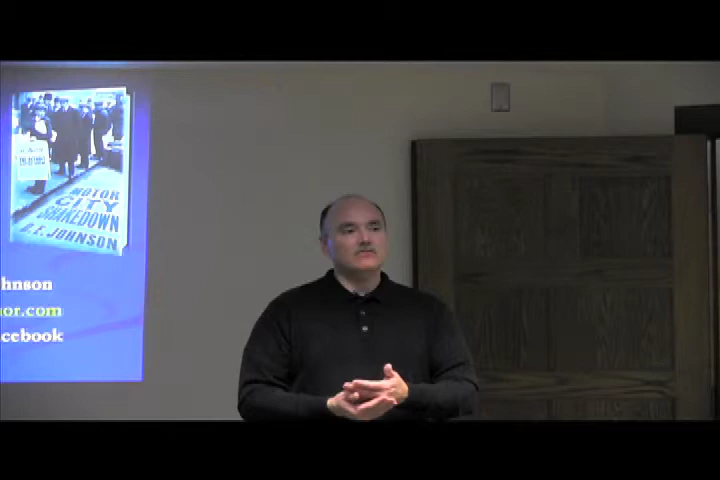 MOTOR
CITY
SHAKEDOWN
D.E. JOHNSON
hnson
or.com
cebook